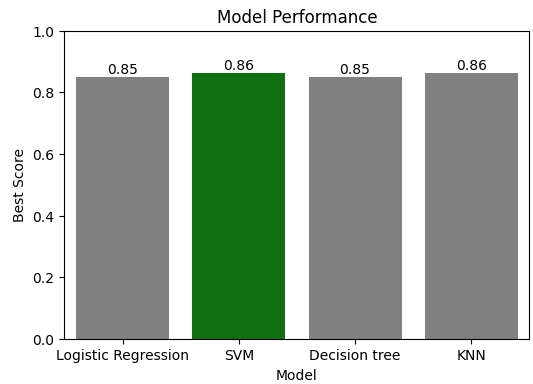 Model Performance
1.0
0.8
0.6
0.4
0.2
0.0
Best Score
0.85
0.86
0.85
0.86
Logistic Regression
SVM
Decision tree
KNN
Model